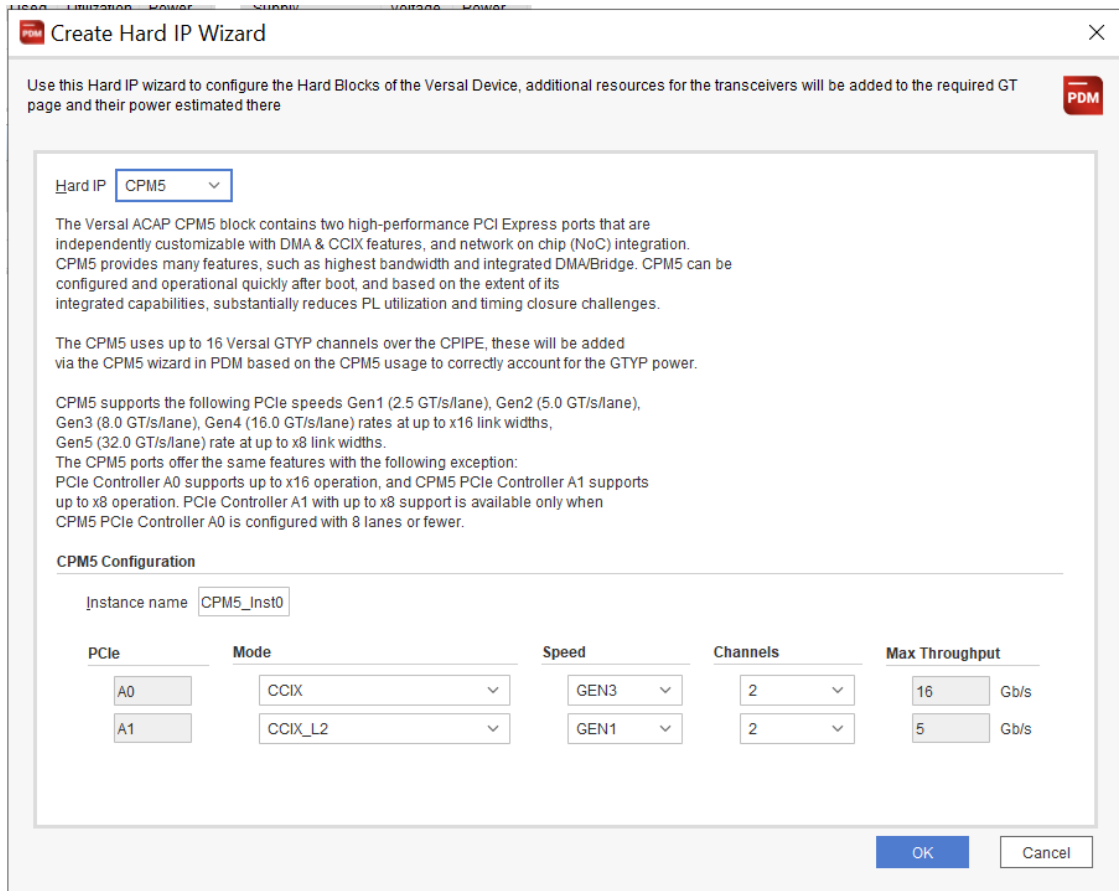 Used Utilization Power Supply Voltage Power
PDM Create Hard IP Wizard
Use this Hard IP wizard to configure the Hard Blocks of the Versal Device, additional resources for the transceivers will be added to the required GT
page and their power estimated there
PDM
Hard IP CPM5
The Versal ACAP CPM5 block contains two high-performance PCI Express ports that are
independently customizable with DMA & CCIX features, and network on chip (NoC) integration.
CPM5 provides many features, such as highest bandwidth and integrated DMA/Bridge. CPM5 can be
configured and operational quickly after boot, and based on the extent of its
integrated capabilities, substantially reduces PL utilization and timing closure challenges.
The CPM5 uses up to 16 Versal GTYP channels over the CPIPE, these will be added
via the CPM5 wizard in PDM based on the CPM5 usage to correctly account for the GTYP power.
CPM5 supports the following PCIe speeds Gen1 (2.5 GT/s/lane), Gen2 (5.0 GT/s/lane),
Gen3 (8.0 GT/s/lane), Gen4 (16.0 GT/s/lane) rates at up to x16 link widths,
Gen5 (32.0 GT/s/lane) rate at up to x8 link widths.
The CPM5 ports offer the same features with the following exception:
PCIe Controller A0 supports up to x16 operation, and CPM5 PCIe Controller A1 supports
up to x8 operation. PCIe Controller A1 with up to x8 support is available only when
CPM5 PCIe Controller A0 is configured with 8 lanes or fewer.
CPM5 Configuration
Instance name CPM5_Inst0
PCIe Mode Speed Channels Max Throughput
A0 CCIX GEN3 2 16 Gb/s
A1 CCIX_L2 GEN1 2 5 Gb/s
OK Cancel